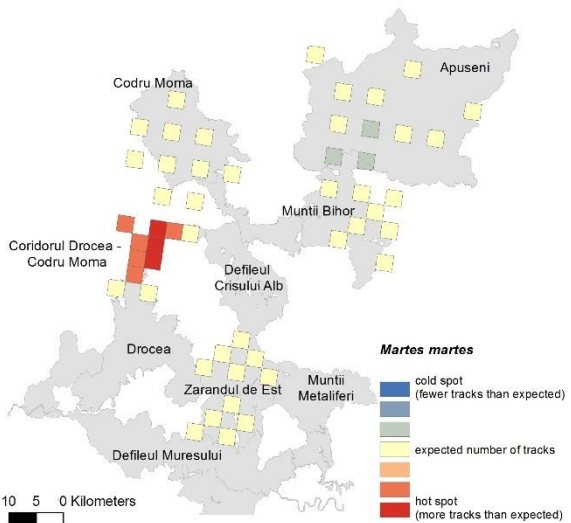 Apuseni
Codru Moma
Muntii Bihor
Coridorul Drocea -
Codru Moma
Defileul
Crisului Alb
Drocea
Zarandul de Est
Muntii
Metaliferi
Defileul Muresului
Martes martes
cold spot
(fewer tracks than expected)
expected number of tracks
hot spot
(more tracks than expected)
10 5 0 Kilometers